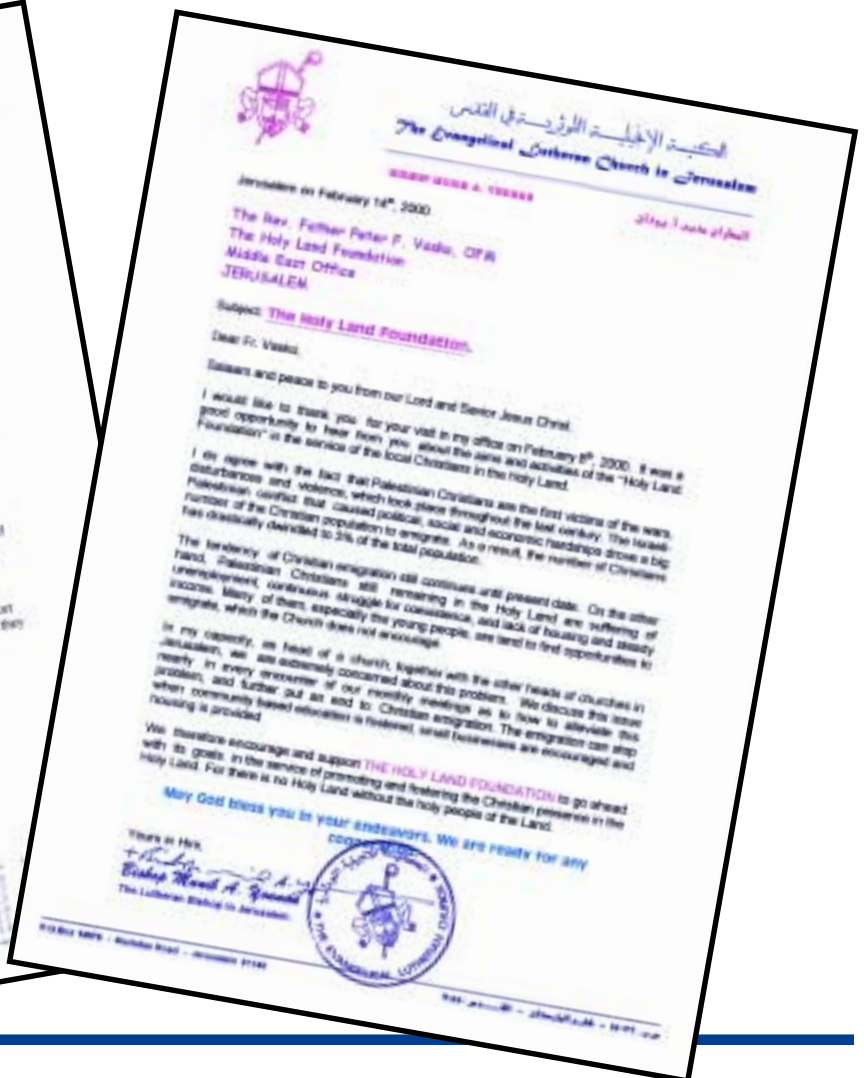 الكنيسة الإنجيلية اللوثرية في القدس
The Evangelical Lutheran Church in Jerusalem
Jerusalem on February 14th, 2000
The Rev. Father Peter F. Vasko, OFM
The Holy Land Foundation
Middle East Office
JERUSALEM
Subject: The Holy Land Foundation.
Dear Fr. Vasko,
Salaam and peace to you from our Lord and Savior Jesus Christ.
I would like to thank you for your visit in my office on February 8th, 2000. It was a
good opportunity to hear from you about the aims and activities of the "Holy Land
Foundation" in the service of the local Christians in the Holy Land.
I do agree with the fact that Palestinian Christians are the first victims of the wars,
disturbances and violence, which took place throughout the last century. The Israeli-
Palestinian conflict that caused political, social and economic hardships drove a big
number of the Christian population to emigrate. As a result, the number of Christians
has drastically dwindled to % of the total population.
The tendency of Christian emigration still continues until present date. On the other
hand, Palestinian Christians still remaining in the Holy Land are suffering of
unemployment, continuous struggle for coexistence, and lack of housing and steady
income. Many of them, especially the young people, are tend to find opportunities to
emigrate, which the Church does not encourage.
In my capacity, as head of a church, together with the other heads of churches in
Jerusalem, we are extremely concerned about this problem. We discuss this issue
nearly in every encounter of our monthly meetings as to how to alleviate this
problem, and further put an end to Christian emigration. The emigration can stop
when community based education is fostered, small businesses are encouraged and
housing is provided.
We therefore encourage and support THE HOLY LAND FOUNDATION to go ahead
with its goals, in the service of promoting and fostering the Christian presence in the
Holy Land. For there is no Holy Land without the holy people of the Land.
May God bless you in your endeavors. We are ready for any
Yours in Him,
Bishop Munib A. Younan
The Lutheran Bishop in Jerusalem
THE EVANGELICAL LUTHERAN CHURCH